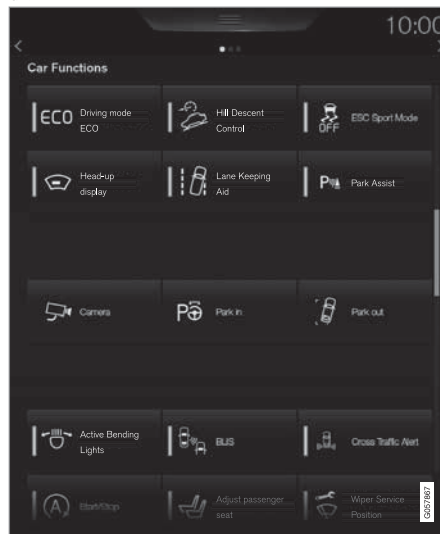 10:00
Car Functions
ECO Driving mode ECO
Hill Descent Control
OFF ESC Sport Mode
Head-up display
Lane Keeping Aid
P Park Assist
Camera
P Park in
Park out
Active Bending Lights
BLIS
Cross Traffic Alert
A Start/Stop
Adjust passenger seat
Wiper Service Position
G057867